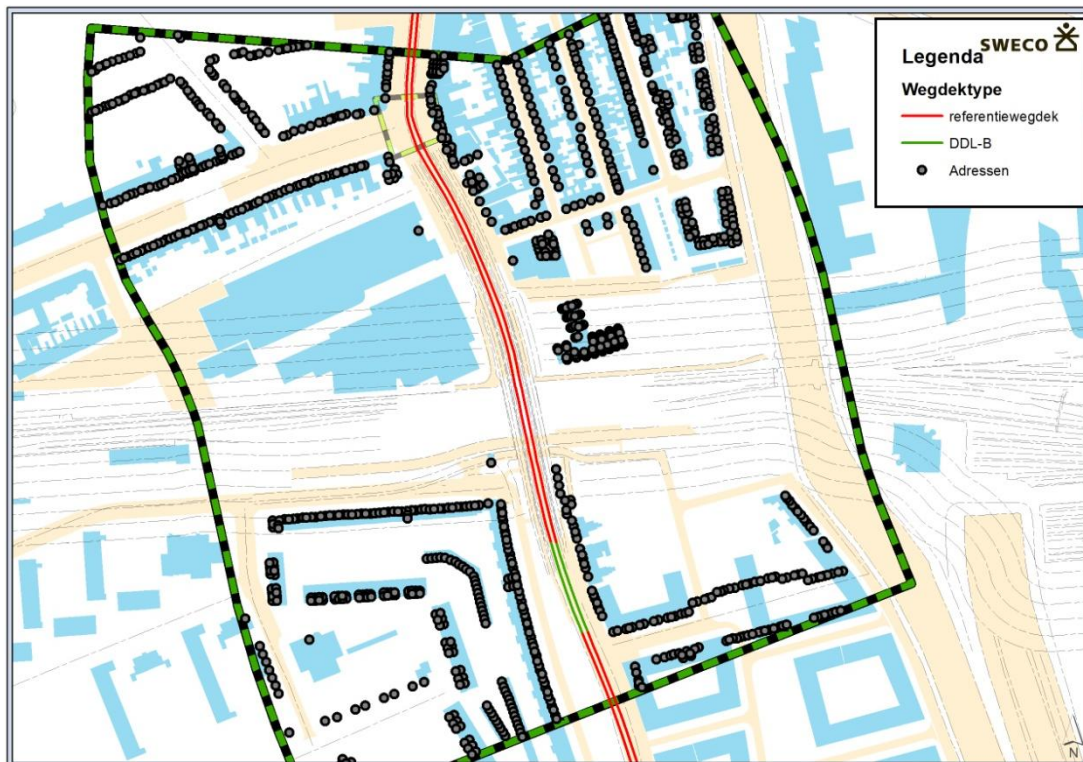 SWECO
Legenda
Wegdektype
referentiewegdek
DDL-B
Adressen
N